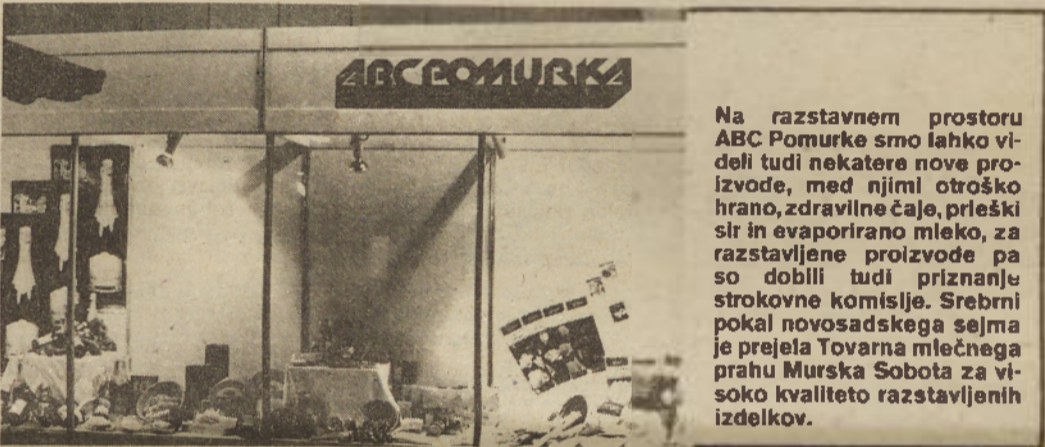 ABC POMURKA
Na razstavnem prostoru
ABC Pomurke smo lahko vi-
deli tudi nekatere nove pro-
izvode, med njimi otroško
hrano, zdravilne čaje, prleški
sir in evaporirano mleko, za
razstavljene proizvode pa
so dobili tudi priznanje
strokovne komisije. Srebrni
pokal novosadskega sejma
je prejela Tovarna mlečnega
prahu Murska Sobota za vi-
soko kvaliteto razstavljenih
izdelkov.